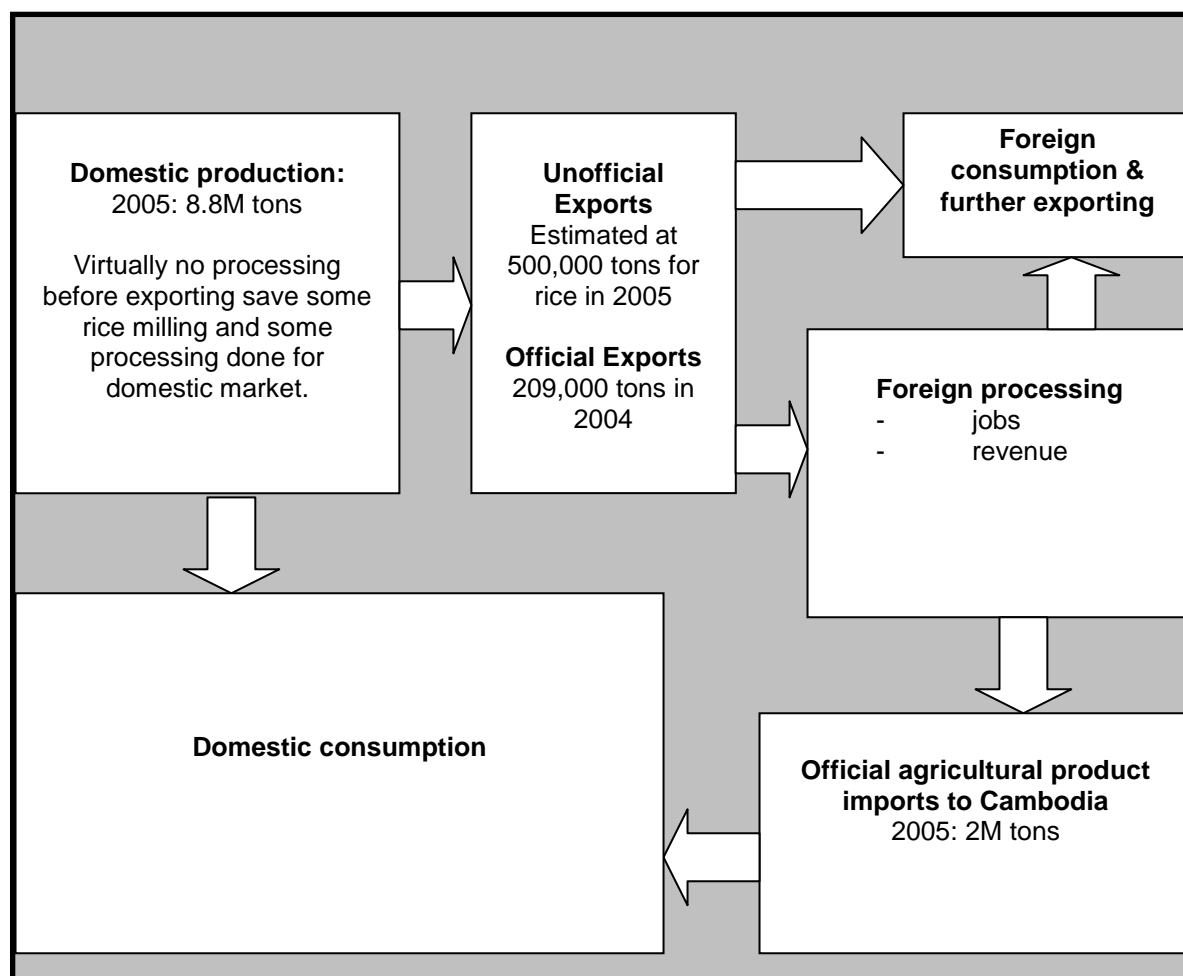 Domestic production:
2005: 8.8M tons
Virtually no processing
before exporting save some
rice milling and some
processing done for
domestic market.
Unofficial
Exports
Estimated at
500,000 tons for
rice in 2005
Official Exports
209,000 tons in
2004
Foreign
consumption &
further exporting
Foreign processing
- jobs
- revenue
Domestic consumption
Official agricultural product
imports to Cambodia
2005: 2M tons